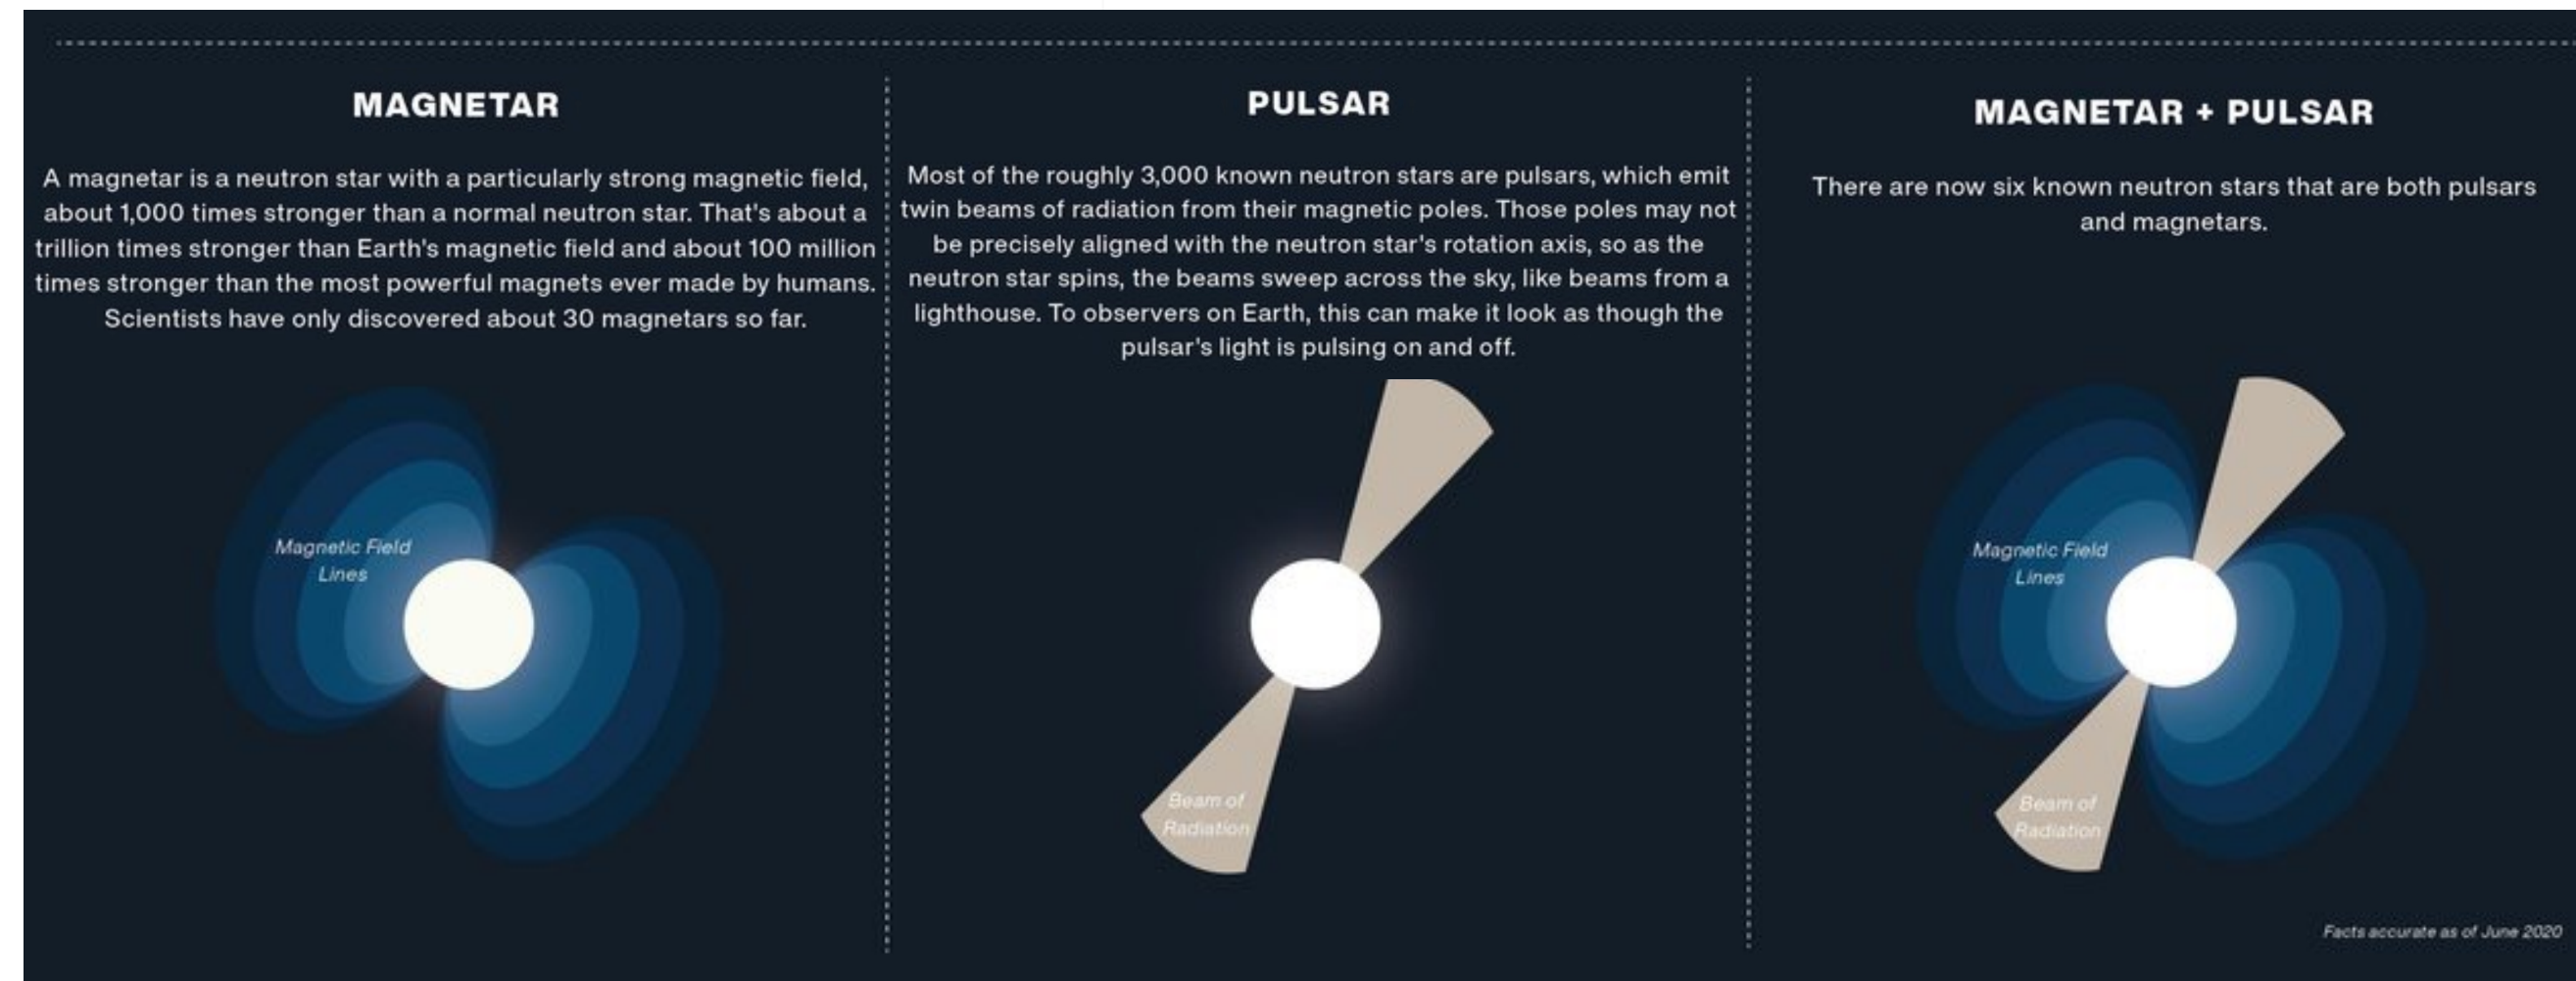 MAGNETAR
A magnetar is a neutron star with a particularly strong magnetic field,
about 1,000 times stronger than a normal neutron star. That's about a
trillion times stronger than Earth's magnetic field and about 100 million
times stronger than the most powerful magnets ever made by humans.
Scientists have only discovered about 30 magnetars so far.
Magnetic Field
Lines
PULSAR
Most of the roughly 3,000 known neutron stars are pulsars, which emit
twin beams of radiation from their magnetic poles. Those poles may not
be precisely aligned with the neutron star's rotation axis, so as the
neutron star spins, the beams sweep across the sky, like beams from a
lighthouse. To observers on Earth, this can make it look as though the
pulsar's light is pulsing on and off.
Beam of
Radiation
MAGNETAR + PULSAR
There are now six known neutron stars that are both pulsars
and magnetars.
Magnetic Field
Lines
Beam of
Radiation
Facts accurate as of June 2020